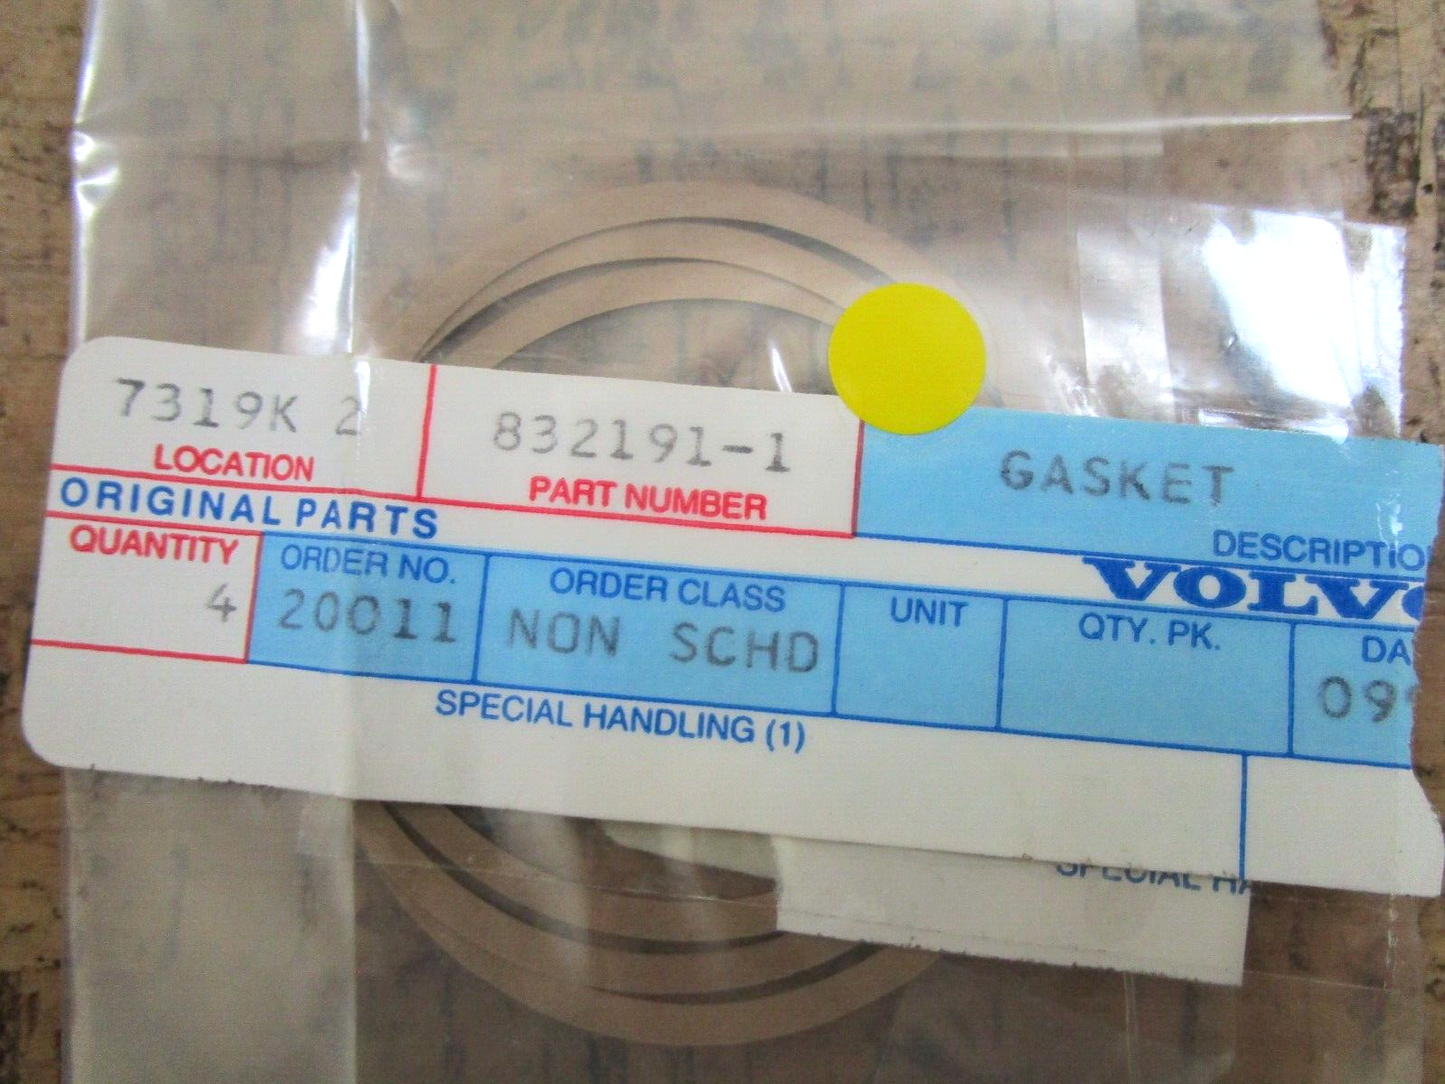 7319K 2
LOCATION
832191-1
PART NUMBER
GASKET
ORIGINAL PARTS
VOLV
QUANTITY
4
ORDER NO.
20011
ORDER CLASS
NON SCHD
UNIT
QTY. PK.
DA
09
SPECIAL HANDLING (1)
SPECIAL HA